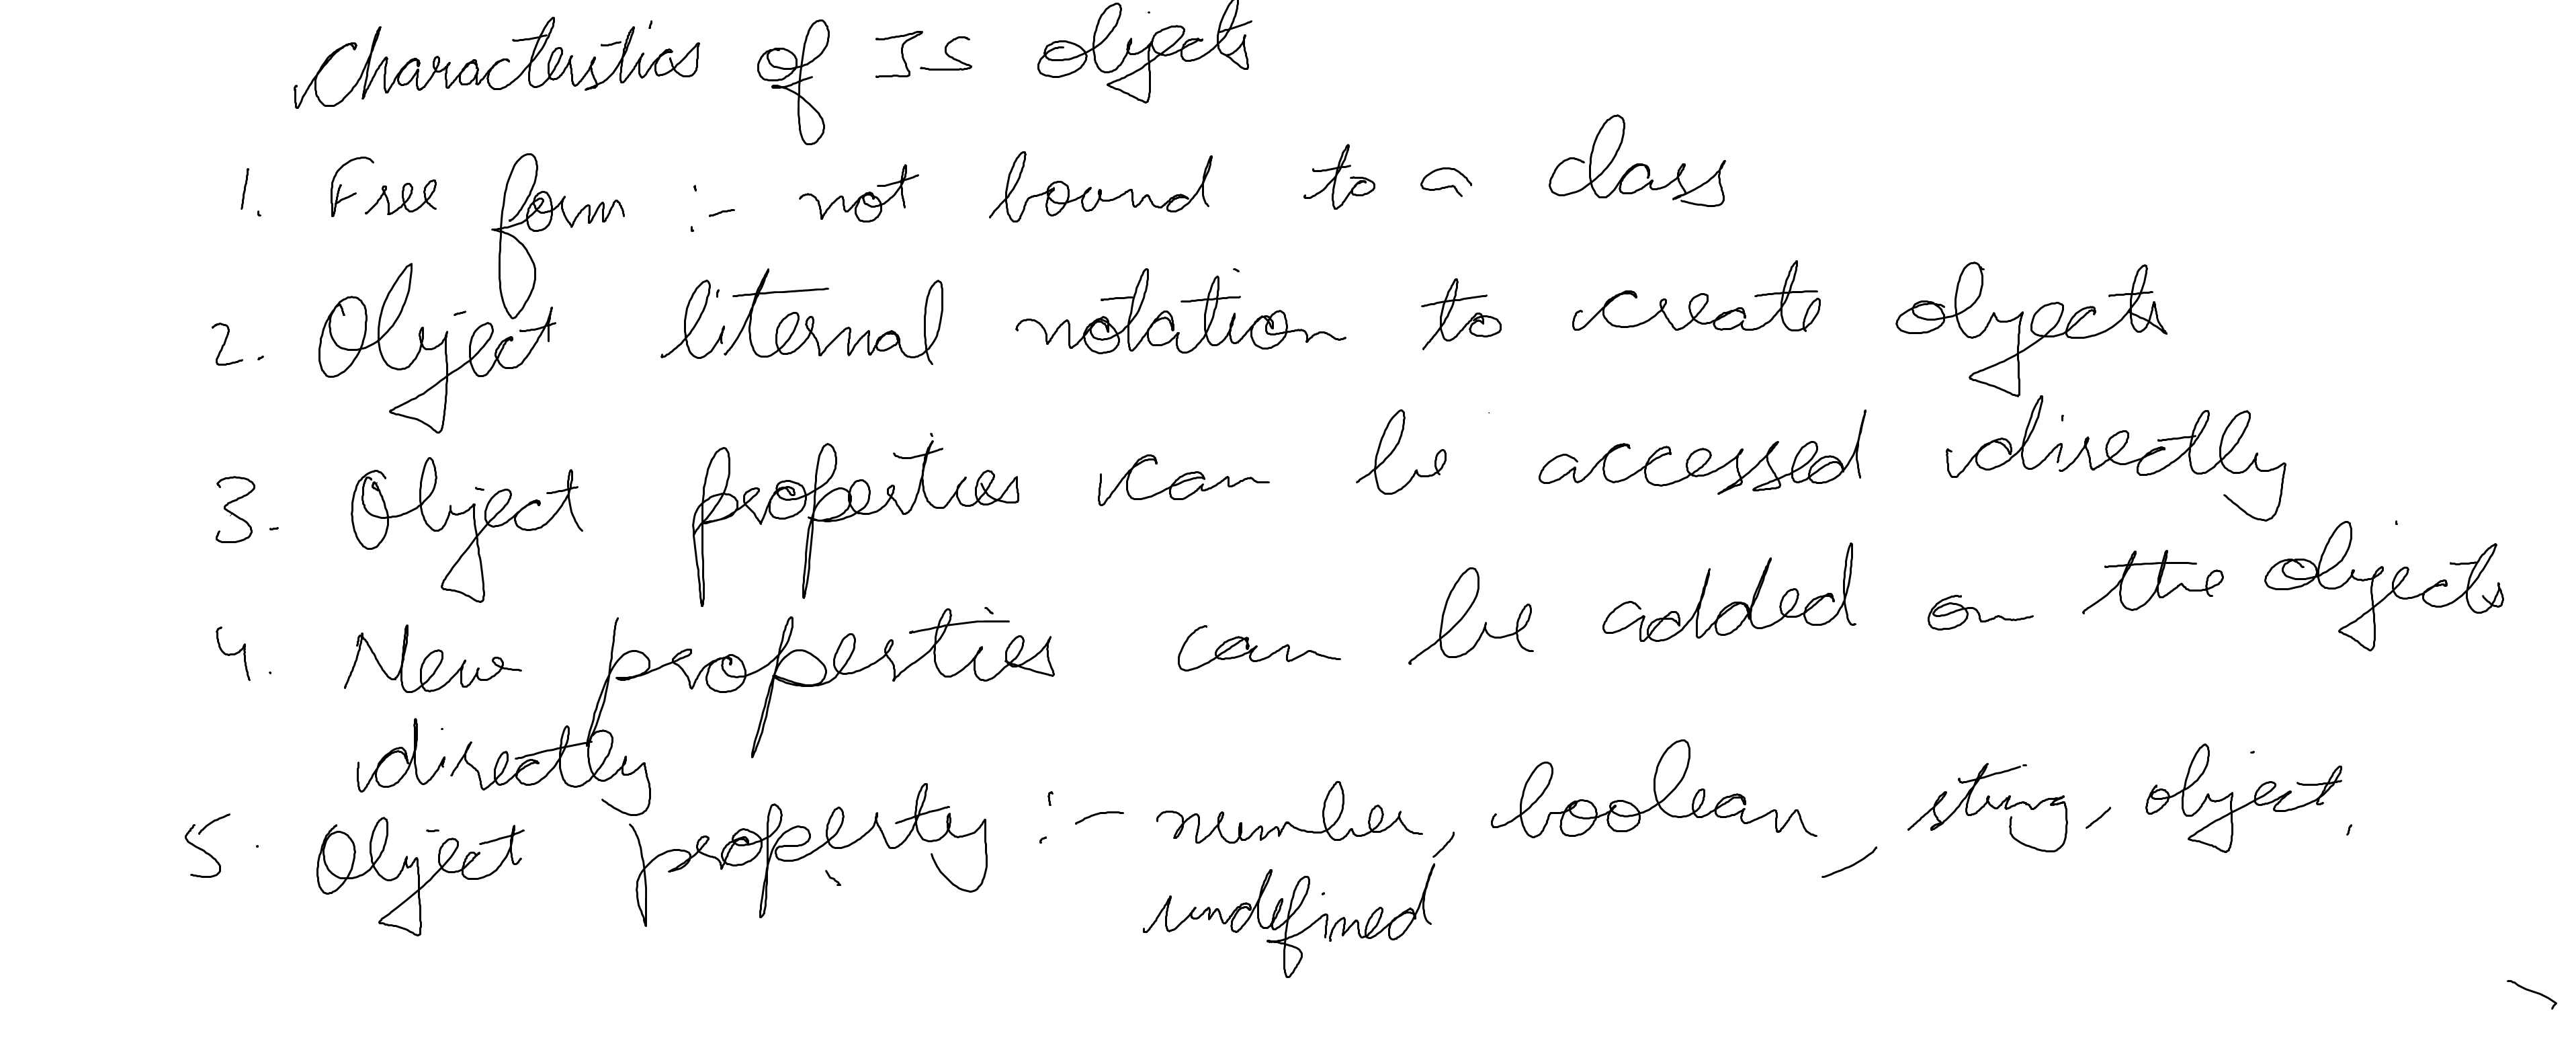 Characterstics of JS objects
1. Free form :- not bound to a class
2. Object liternal notation to create objects
3. Object properties can be accessed directly
4. New properties can be added on the objects
directly
5. Object property :- number, boolean, string, object,
undefined